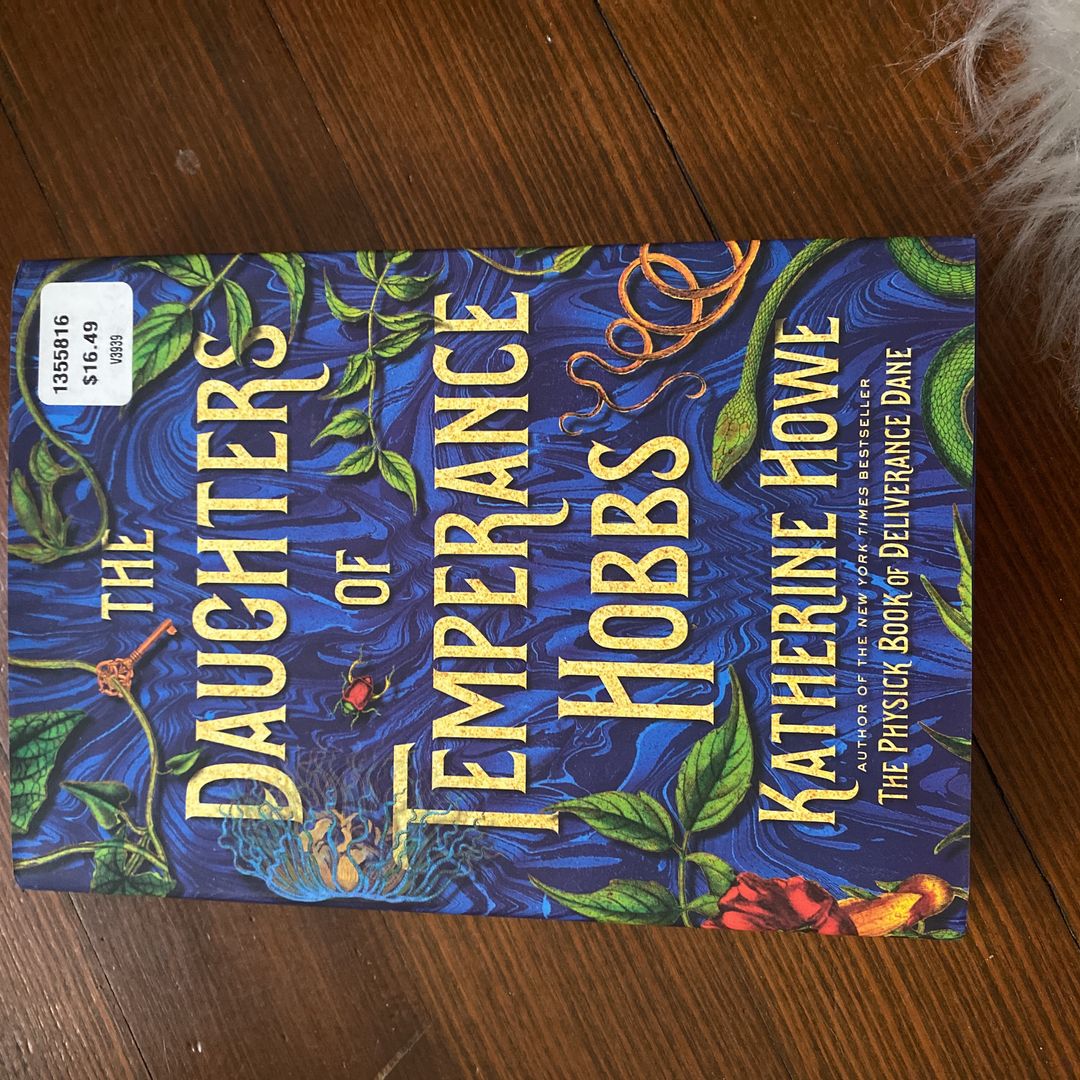 1355816
$16.49
V3939
THE
DAUGHTERS
OF
TEMPERANCE
HOBBS
KATHERINE HOWE
AUTHOR OF THE NEW YORK TIMES BESTSELLER
THE PHYSICK BOOK OF DELIVERANCE DANE